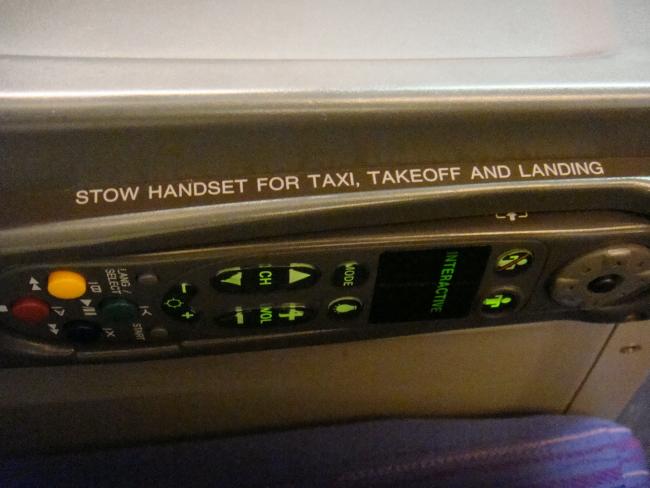 STOW HANDSET FOR TAXI, TAKEOFF AND LANDING
INTERACTIVE
MODE
CH
VOL
LANG /
SELECT
START